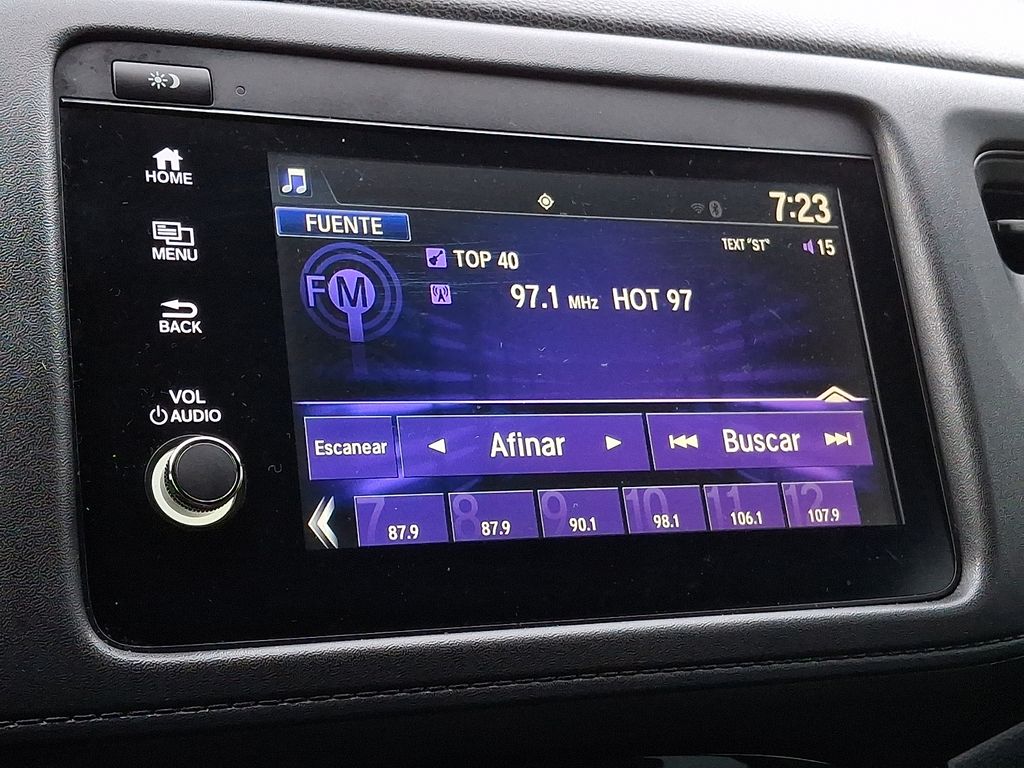 HOME
MENU
BACK
VOL
AUDIO
7:23
FUENTE
TEXT "ST"
15
FM
TOP 40
97.1 MHz HOT 97
Escanear
Afinar
Buscar
7 87.9
8 87.9
9 90.1
10 98.1
11 106.1
12 107.9